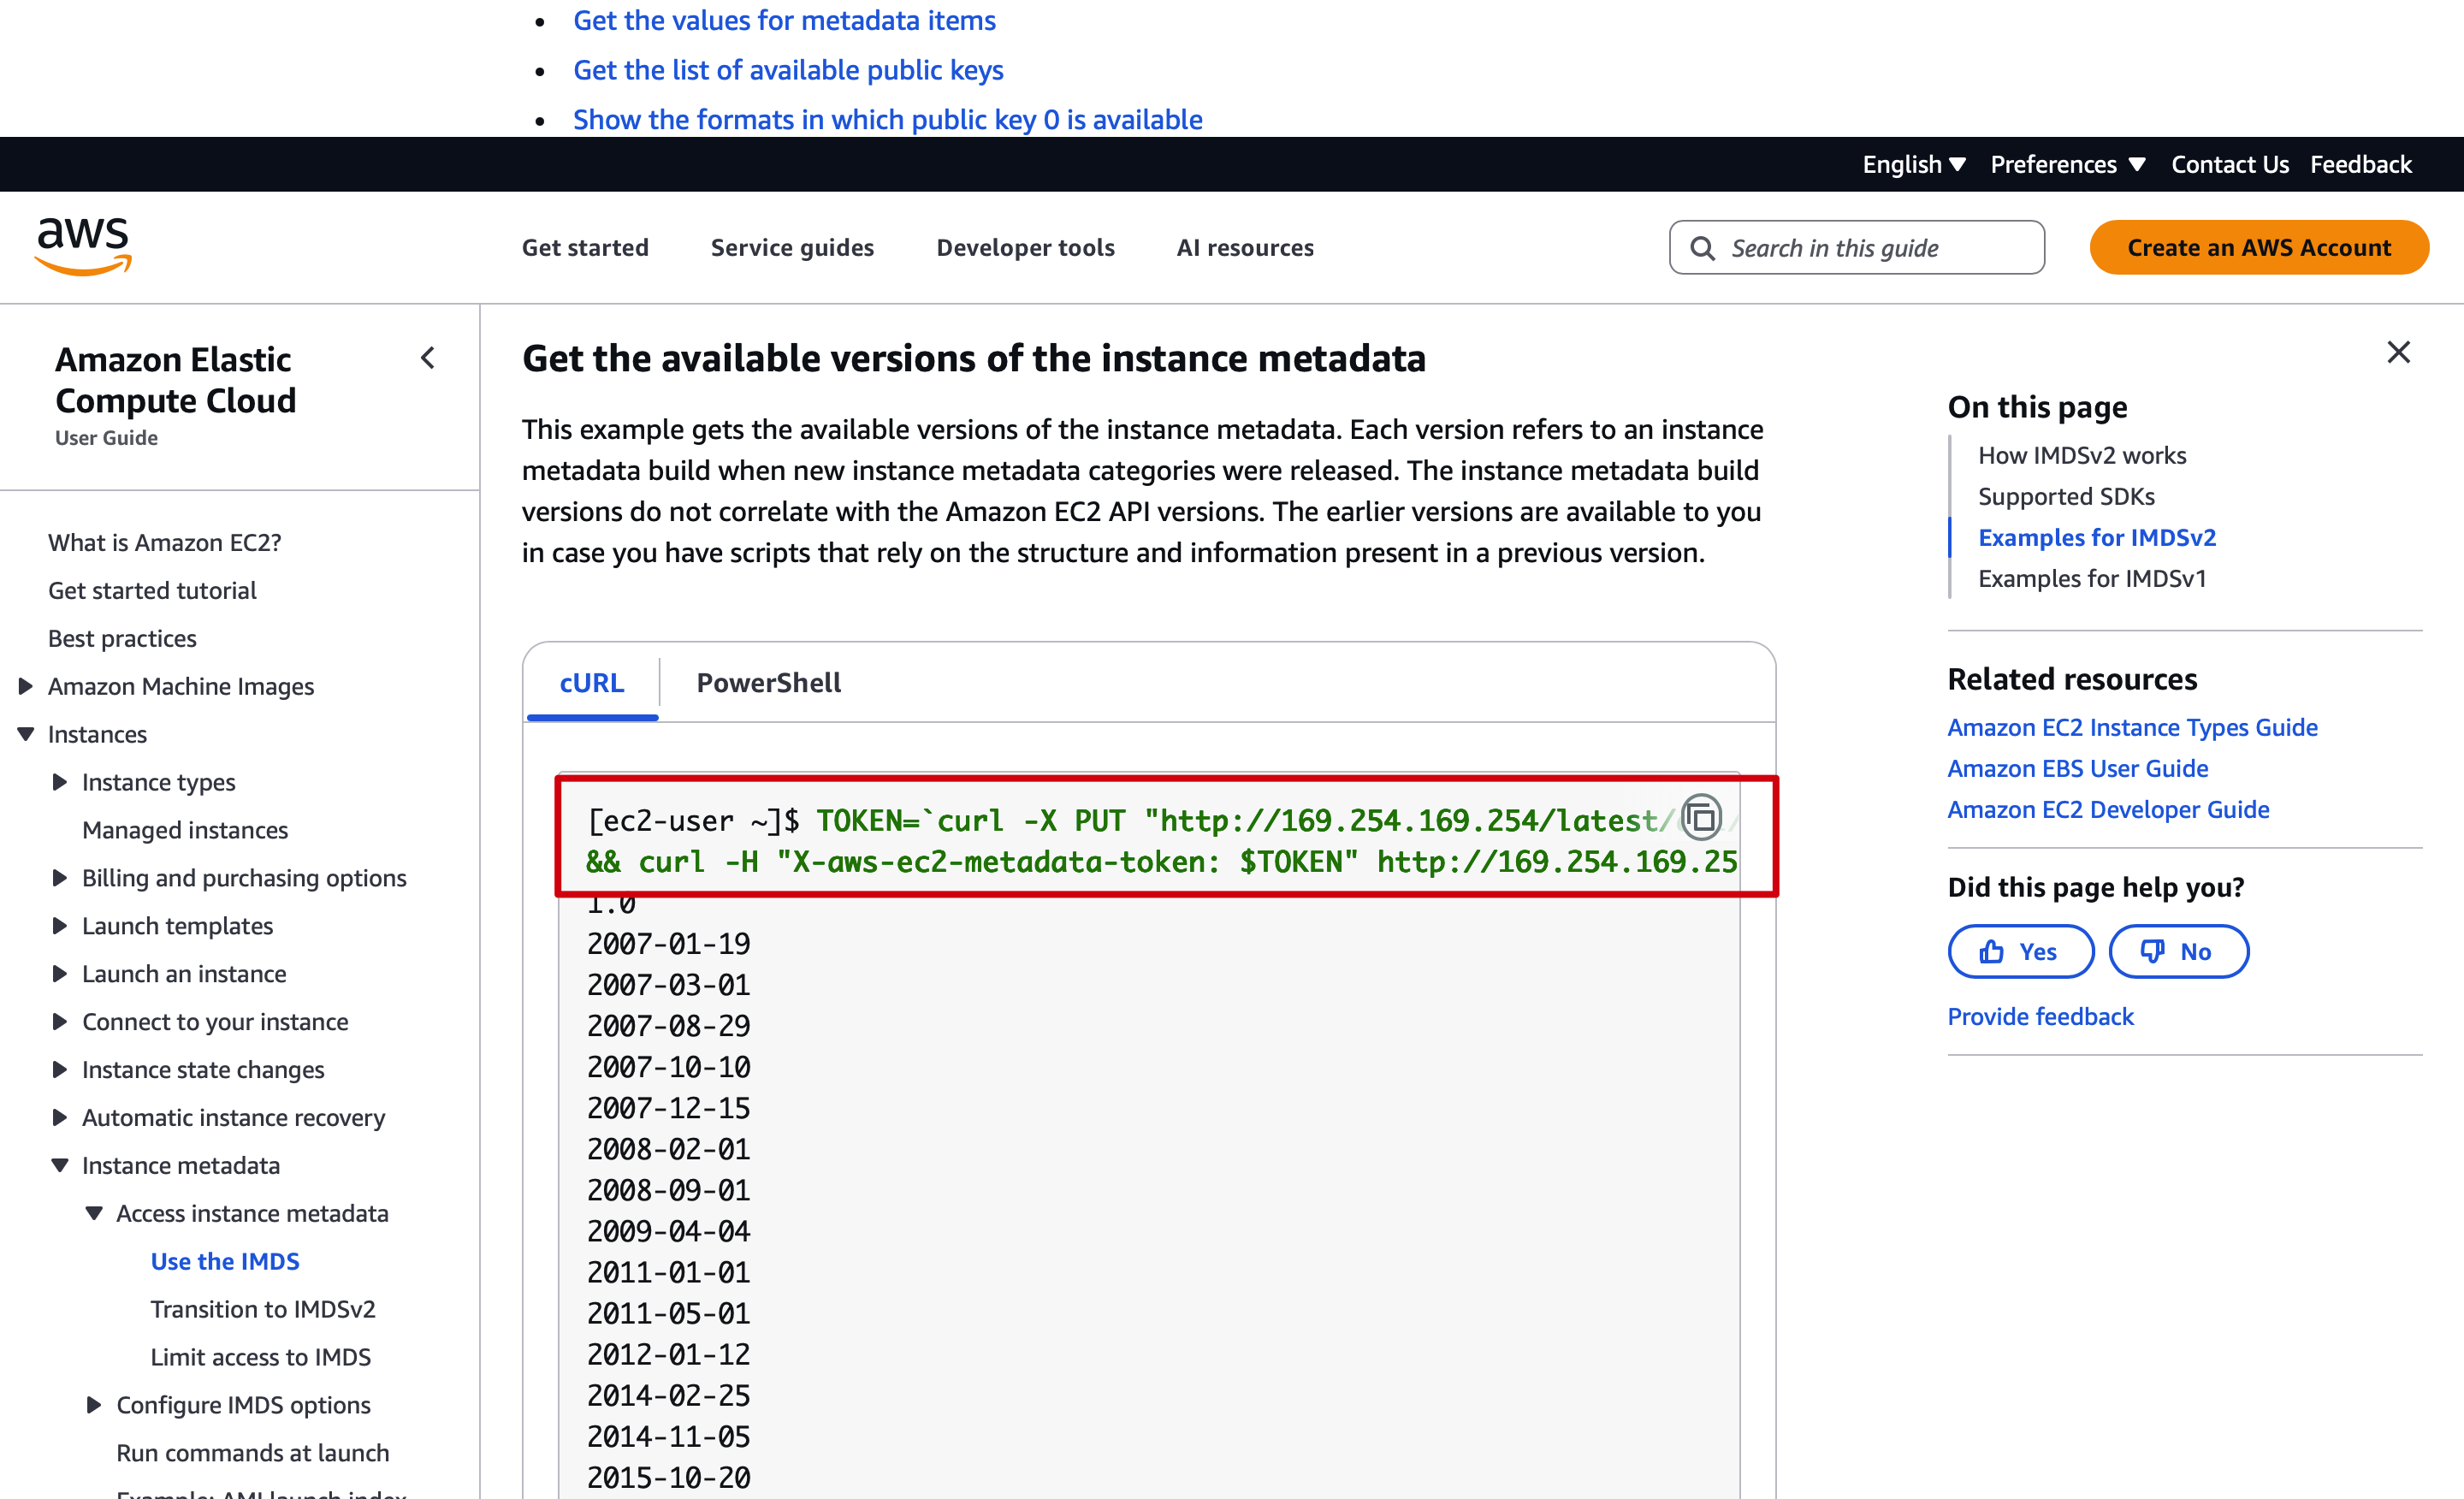 Get the values for metadata items
Get the list of available public keys
Show the formats in which public key 0 is available
English Preferences Contact Us Feedback
aws
Get started Service guides Developer tools AI resources
Search in this guide
Create an AWS Account
Amazon Elastic
Compute Cloud
User Guide
What is Amazon EC2?
Get started tutorial
Best practices
Amazon Machine Images
Instances
Instance types
Managed instances
Billing and purchasing options
Launch templates
Launch an instance
Connect to your instance
Instance state changes
Automatic instance recovery
Instance metadata
Access instance metadata
Use the IMDS
Transition to IMDSv2
Limit access to IMDS
Configure IMDS options
Run commands at launch
Example: AMI launch index
Get the available versions of the instance metadata
This example gets the available versions of the instance metadata. Each version refers to an instance
metadata build when new instance metadata categories were released. The instance metadata build
versions do not correlate with the Amazon EC2 API versions. The earlier versions are available to you
in case you have scripts that rely on the structure and information present in a previous version.
cURL PowerShell
[ec2-user ~]$ TOKEN=`curl -X PUT "http://169.254.169.254/latest/
&& curl -H "X-aws-ec2-metadata-token: $TOKEN" http://169.254.169.25
1.0
2007-01-19
2007-03-01
2007-08-29
2007-10-10
2007-12-15
2008-02-01
2008-09-01
2009-04-04
2011-01-01
2011-05-01
2012-01-12
2014-02-25
2014-11-05
2015-10-20
On this page
How IMDSv2 works
Supported SDKs
Examples for IMDSv2
Examples for IMDSv1
Related resources
Amazon EC2 Instance Types Guide
Amazon EBS User Guide
Amazon EC2 Developer Guide
Did this page help you?
Yes No
Provide feedback